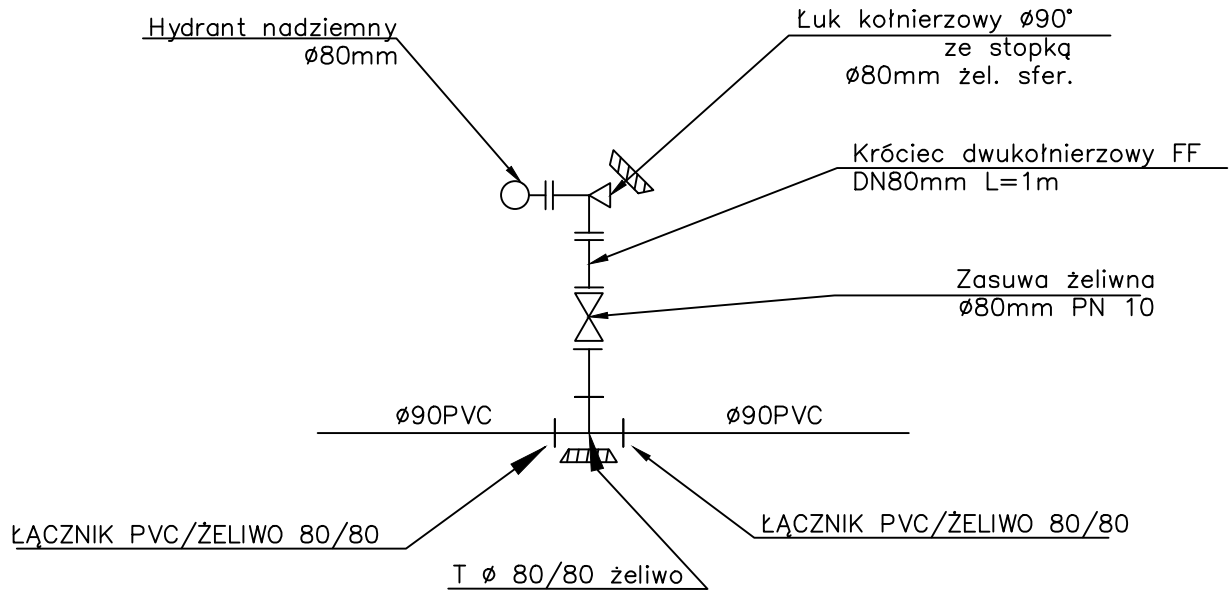 Hydrant nadziemny
ø80mm
Łuk kołnierzowy ø90°
ze stopką
ø80mm żel. sfer.
Króciec dwukołnierzowy FF
DN80mm L=1m
Zasuwa żeliwna
ø80mm PN 10
ø90PVC
ø90PVC
ŁĄCZNIK PVC/ŻELIWO 80/80
ŁĄCZNIK PVC/ŻELIWO 80/80
T ø 80/80 żeliwo